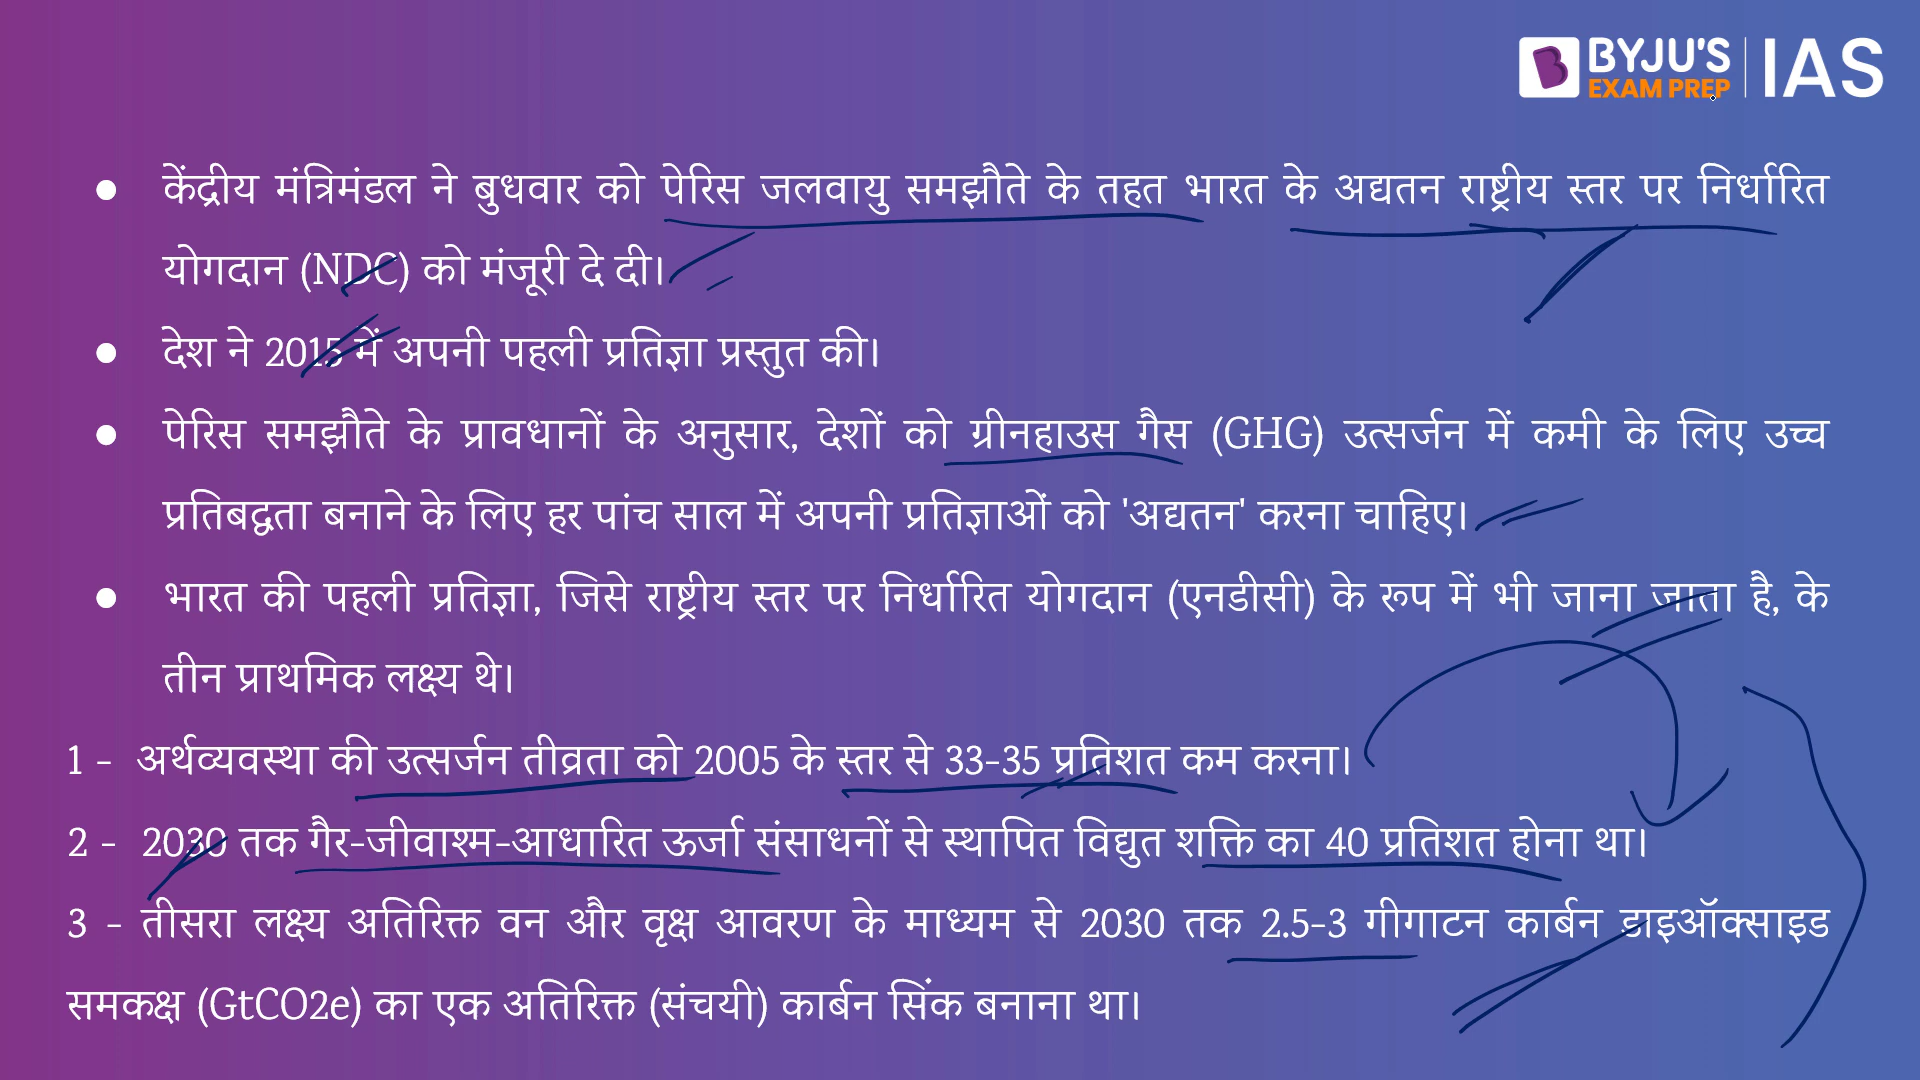 BYJU'S IAS
EXAM PREP
● केंद्रीय मंत्रिमंडल ने बुधवार को पेरिस जलवायु समझौते के तहत भारत के अद्यतन राष्ट्रीय स्तर पर निर्धारित
योगदान (NDC) को मंजूरी दे दी।
● देश ने 2015 में अपनी पहली प्रतिज्ञा प्रस्तुत की।
● पेरिस समझौते के प्रावधानों के अनुसार, देशों को ग्रीनहाउस गैस (GHG) उत्सर्जन में कमी के लिए उच्च
प्रतिबद्धता बनाने के लिए हर पांच साल में अपनी प्रतिज्ञाओं को 'अद्यतन' करना चाहिए।
● भारत की पहली प्रतिज्ञा, जिसे राष्ट्रीय स्तर पर निर्धारित योगदान (एनडीसी) के रूप में भी जाना जाता है, के
तीन प्राथमिक लक्ष्य थे।
1 - अर्थव्यवस्था की उत्सर्जन तीव्रता को 2005 के स्तर से 33-35 प्रतिशत कम करना।
2 - 2030 तक गैर-जीवाश्म-आधारित ऊर्जा संसाधनों से स्थापित विद्युत शक्ति का 40 प्रतिशत होना था।
3 - तीसरा लक्ष्य अतिरिक्त वन और वृक्ष आवरण के माध्यम से 2030 तक 2.5-3 गीगाटन कार्बन डाइऑक्साइड
समकक्ष (GtCO2e) का एक अतिरिक्त (संचयी) कार्बन सिंक बनाना था।